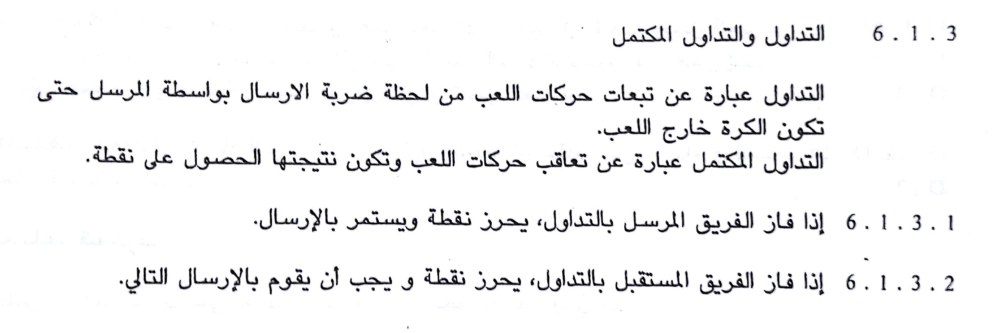 6 . 1 . 3 التداول والتداول المكتمل
التداول عبارة عن تبعات حركات اللعب من لحظة ضربة الارسال بواسطة المرسل حتى
تكون الكرة خارج اللعب.
التداول المكتمل عبارة عن تعاقب حركات اللعب وتكون نتيجتها الحصول على نقطة.
6 . 1 . 3 . 1 إذا فاز الفريق المرسل بالتداول، يحرز نقطة ويستمر بالإرسال.
6 . 1 . 3 . 2 إذا فاز الفريق المستقبل بالتداول، يحرز نقطة و يجب أن يقوم بالإرسال التالي.